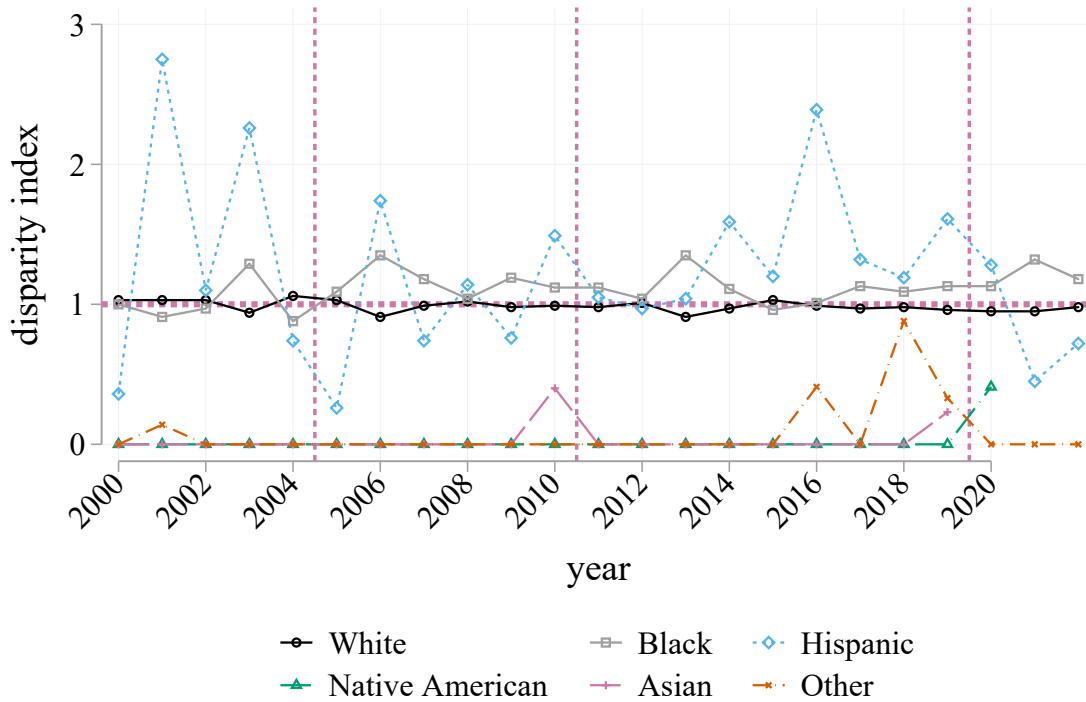 3
2
1
0
disparity index
2000 2002 2004 2006 2008 2010 2012 2014 2016 2018 2020
year
White Black Hispanic
Native American Asian Other